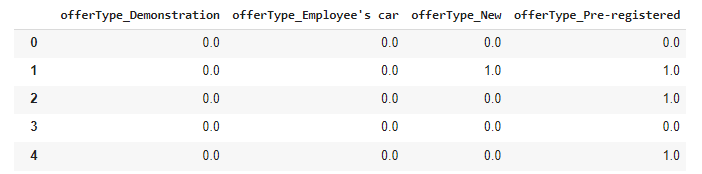 offerType_Demonstration offerType_Employee's car offerType_New offerType_Pre-registered
0 0.0 0.0 0.0 0.0
1 0.0 0.0 1.0 1.0
2 0.0 0.0 0.0 1.0
3 0.0 0.0 0.0 0.0
4 0.0 0.0 0.0 1.0